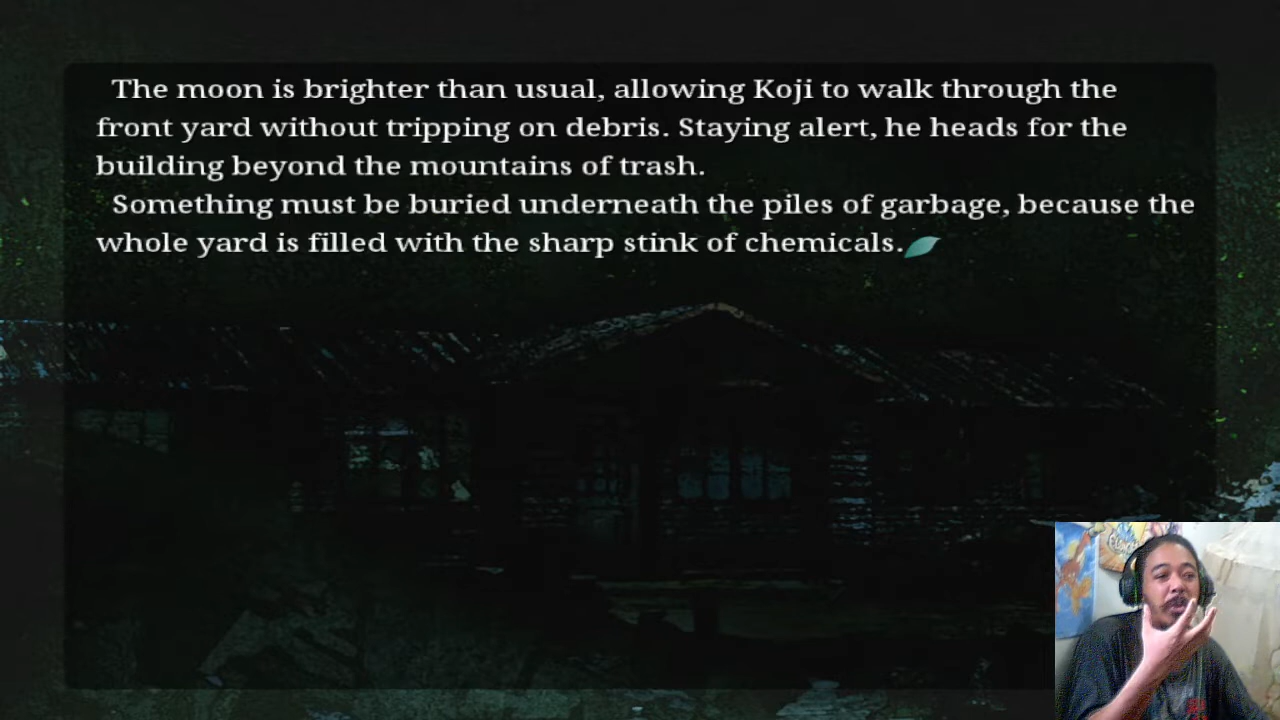 The moon is brighter than usual, allowing Koji to walk through the
front yard without tripping on debris. Staying alert, he heads for the
building beyond the mountains of trash.
Something must be buried underneath the piles of garbage, because the
whole yard is filled with the sharp stink of chemicals.